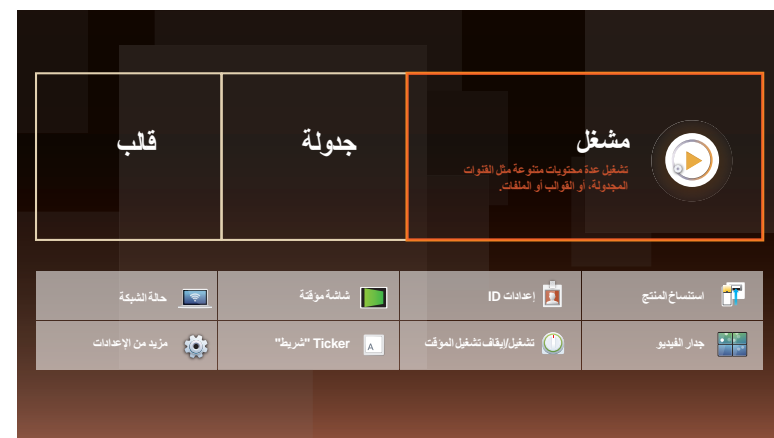 مشغل
تشغيل عدة محتويات متنوعة مثل القنوات
المجدولة، أو القوالب أو الملفات.
جدولة
قالب
استنساخ المنتج
إعدادات ID
شاشة مؤقتة
حالة الشبكة
جدار الفيديو
تشغيل/إيقاف تشغيل المؤقت
Ticker "شريط"
A
مزيد من الإعدادات